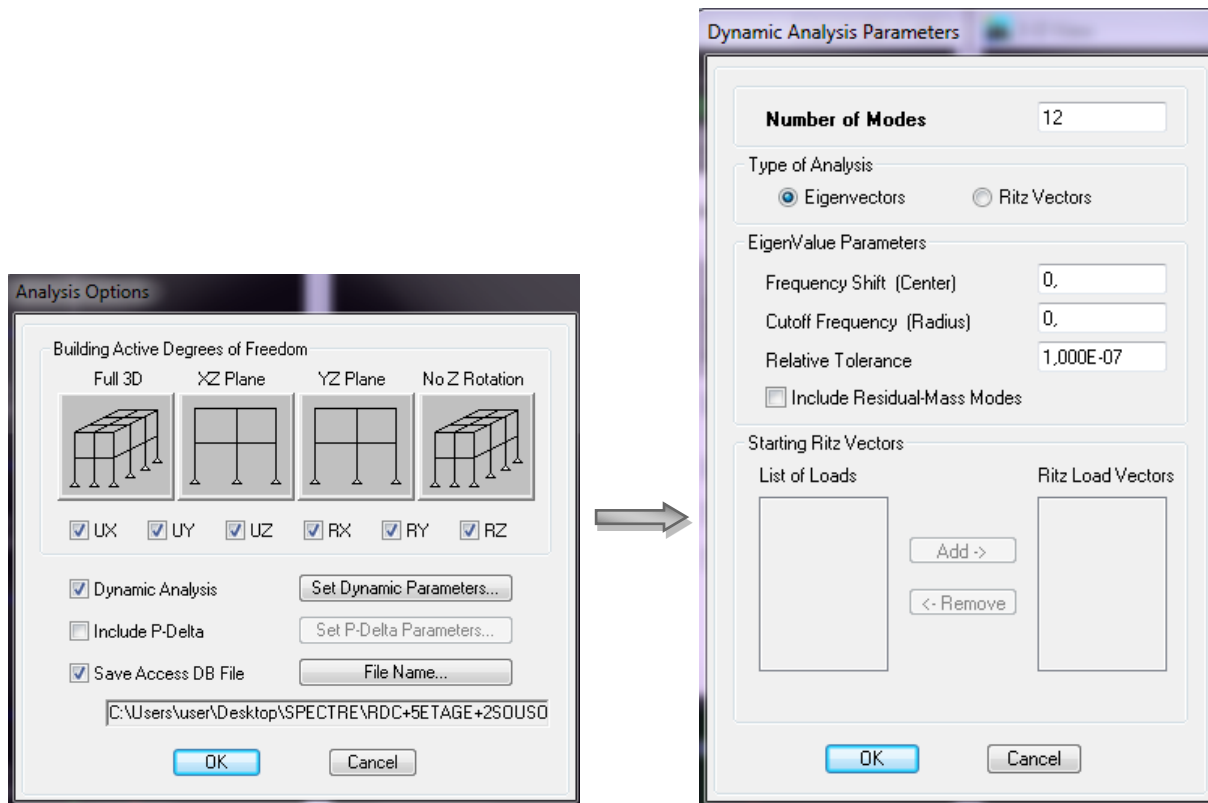 Analysis Options
Building Active Degrees of Freedom
Full 3D XZ Plane YZ Plane No Z Rotation
UX UY UZ RX RY RZ
Dynamic Analysis Set Dynamic Parameters...
Include P-Delta Set P-Delta Parameters...
Save Access DB File File Name...
C:\Users\user\Desktop\SPECTRE\RDC+5ETAGE+2SOUSO
OK Cancel
Dynamic Analysis Parameters
Number of Modes 12
Type of Analysis
Eigenvectors Ritz Vectors
EigenValue Parameters
Frequency Shift (Center) 0,
Cutoff Frequency (Radius) 0,
Relative Tolerance 1,000E-07
Include Residual-Mass Modes
Starting Ritz Vectors
List of Loads Ritz Load Vectors
Add ->
<- Remove
OK Cancel